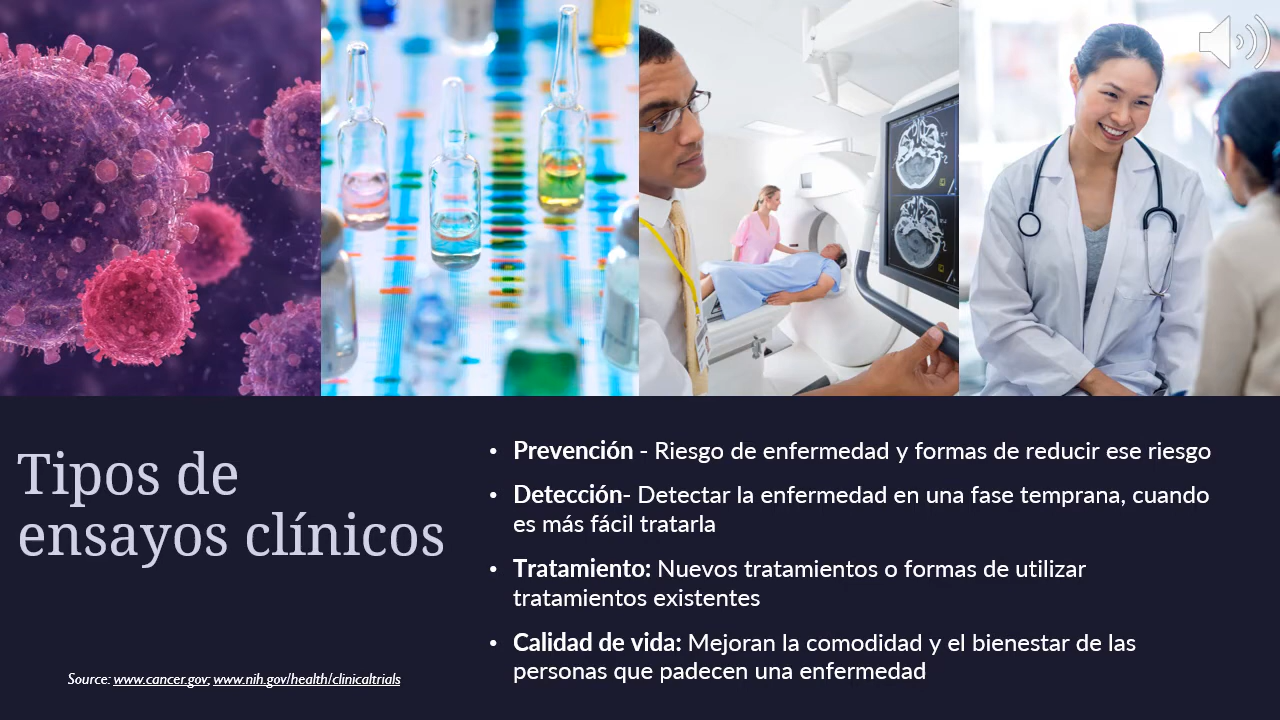 Tipos de
ensayos clínicos
• Prevención - Riesgo de enfermedad y formas de reducir ese riesgo
• Detección- Detectar la enfermedad en una fase temprana, cuando
es más fácil tratarla
• Tratamiento: Nuevos tratamientos o formas de utilizar
tratamientos existentes
• Calidad de vida: Mejoran la comodidad y el bienestar de las
personas que padecen una enfermedad
Source: www.cancer.gov; www.nih.gov/health/clinicaltrials